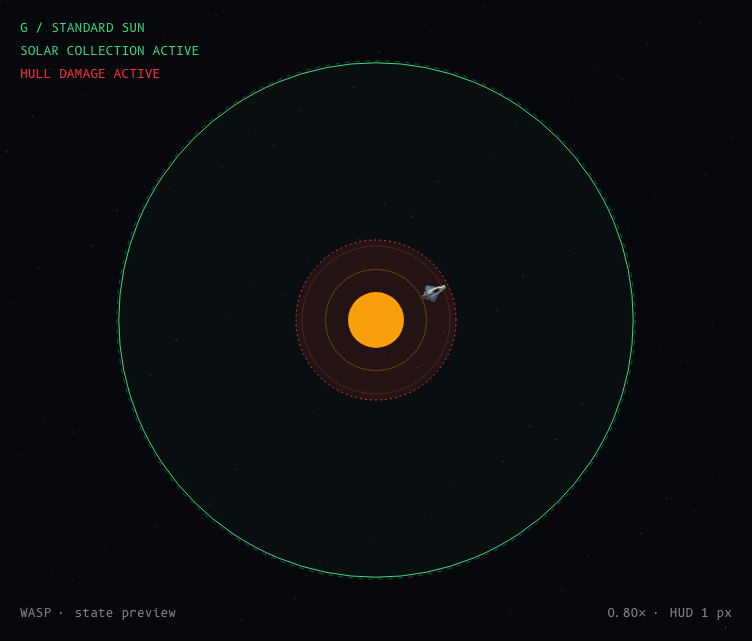 G / STANDARD SUN
SOLAR COLLECTION ACTIVE
HULL DAMAGE ACTIVE
WASP · state preview
0.80× · HUD 1 px